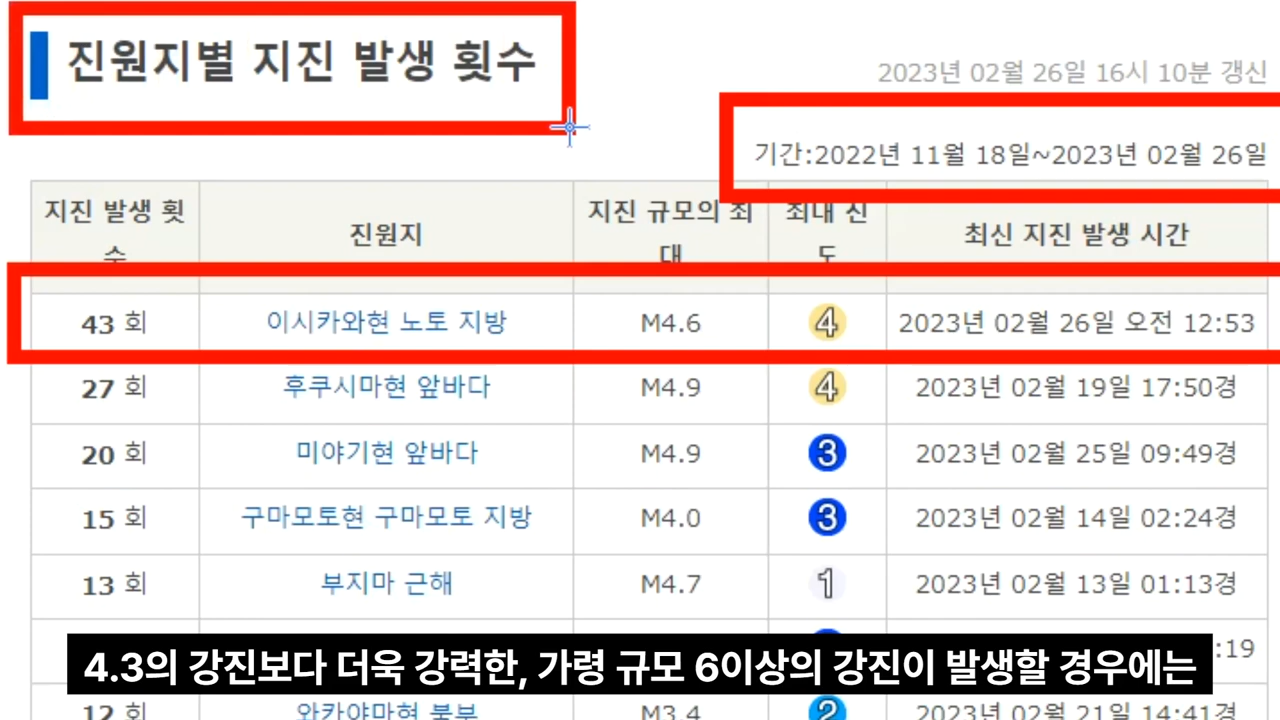 진원지별 지진 발생 횟수
2023년 02월 26일 16시 10분 갱신
기간:2022년 11월 18일~2023년 02월 26일
지진 발생 횟수 진원지 지진 규모의 최대 최대 진도 최신 지진 발생 시간
43 회 이시카와현 노토 지방 M4.6 4 2023년 02월 26일 오전 12:53
27 회 후쿠시마현 앞바다 M4.9 4 2023년 02월 19일 17:50경
20 회 미야기현 앞바다 M4.9 3 2023년 02월 25일 09:49경
15 회 구마모토현 구마모토 지방 M4.0 3 2023년 02월 14일 02:24경
13 회 부지마 근해 M4.7 1 2023년 02월 13일 01:13경
:19
4.3의 강진보다 더욱 강력한, 가령 규모 6이상의 강진이 발생할 경우에는
12 회 와카야마현 북부 M3.4 2 2023년 02월 21일 14:41경